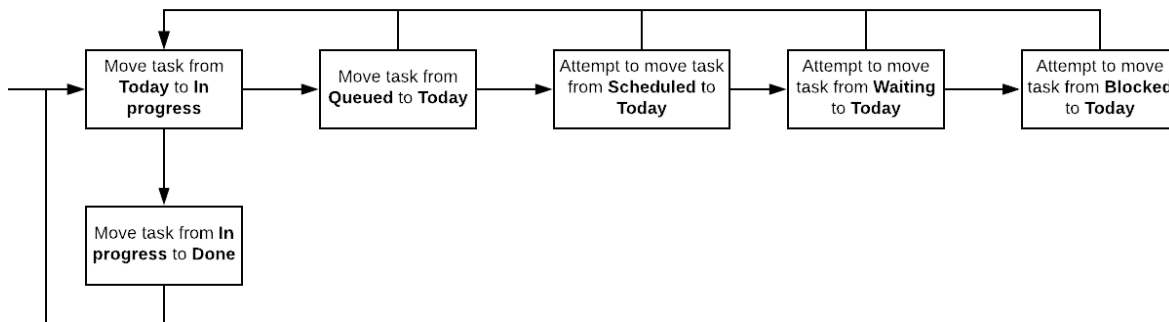 Move task from
Today to In
progress
Move task from
Queued to Today
Attempt to move task
from Scheduled to
Today
Attempt to move
task from Waiting
to Today
Attempt to move
task from Blocked
to Today
Move task from In
progress to Done